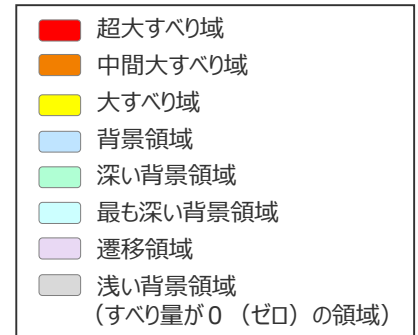 超大すべり域
中間大すべり域
大すべり域
背景領域
深い背景領域
最も深い背景領域
遷移領域
浅い背景領域
（すべり量が０（ゼロ）の領域）